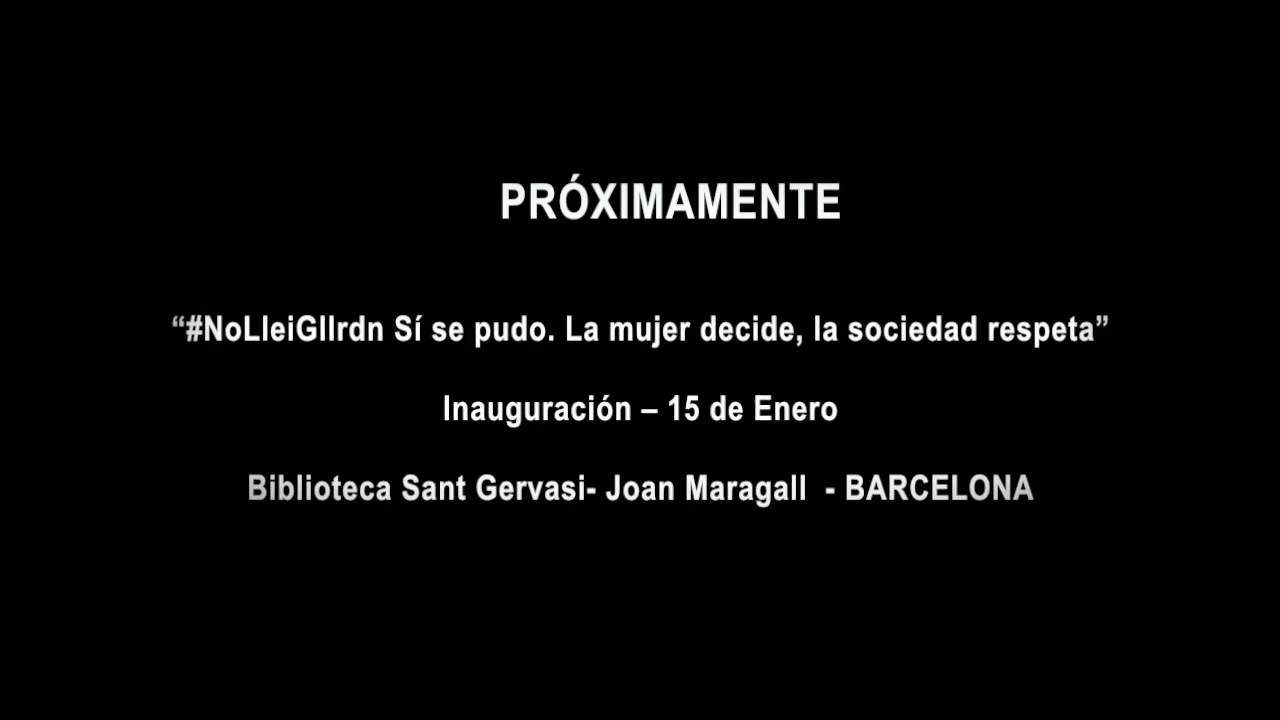 PRÓXIMAMENTE
“#NoLleiGllrdn Sí se pudo. La mujer decide, la sociedad respeta”
Inauguración – 15 de Enero
Biblioteca Sant Gervasi- Joan Maragall - BARCELONA